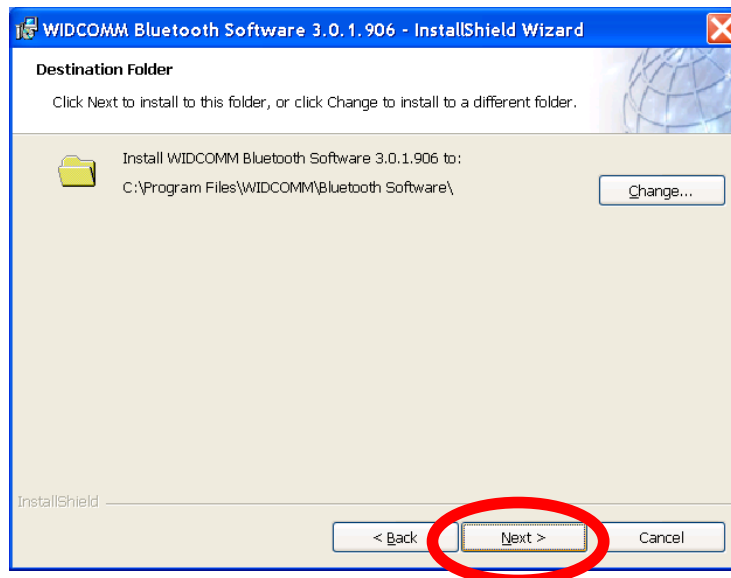 WIDCOMM Bluetooth Software 3.0.1.906 - InstallShield Wizard
Destination Folder
Click Next to install to this folder, or click Change to install to a different folder.
Install WIDCOMM Bluetooth Software 3.0.1.906 to:
C:\Program Files\WIDCOMM\Bluetooth Software\
Change...
InstallShield
< Back
Next >
Cancel